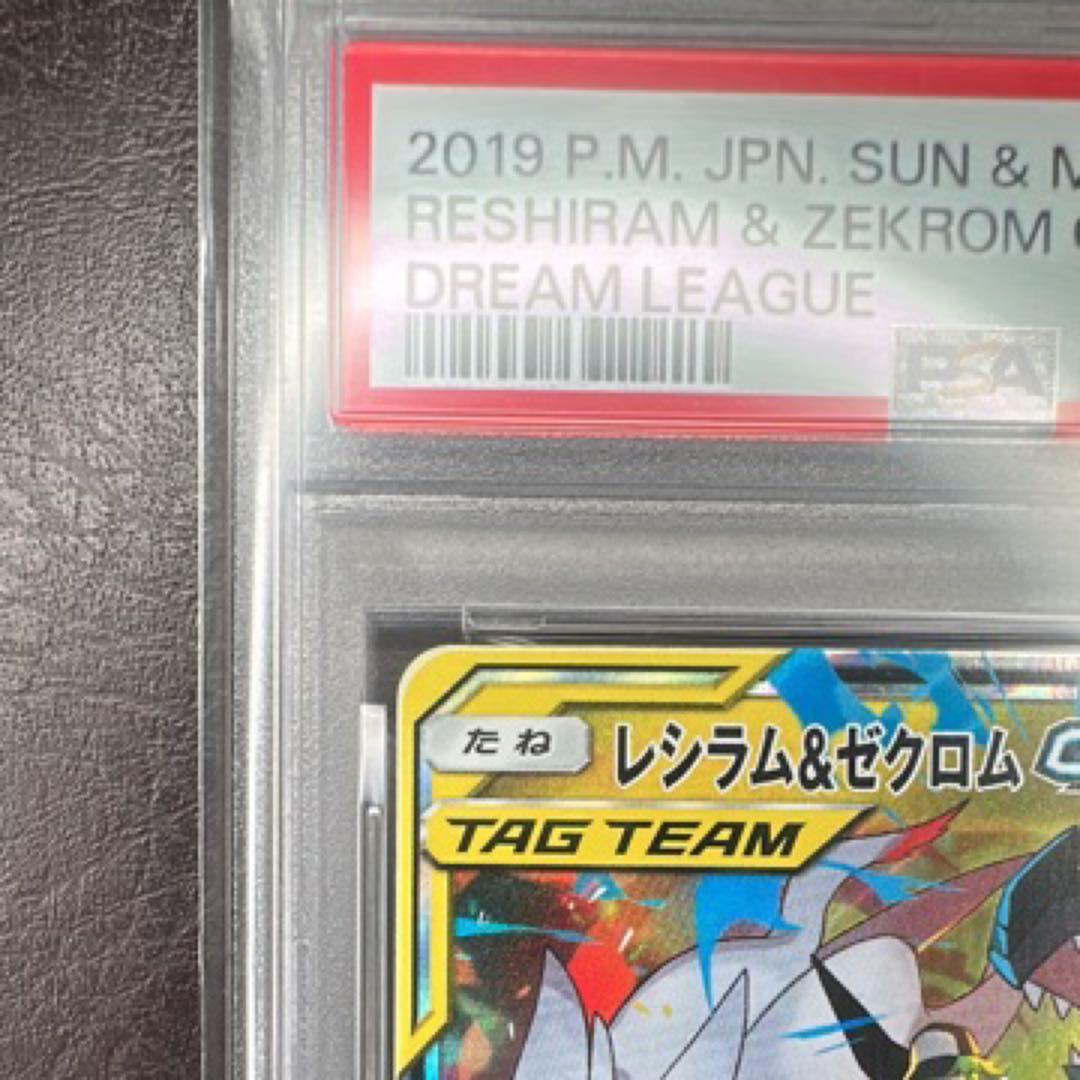 2019 P.M. JPN. SUN & M
RESHIRAM & ZEKROM
DREAM LEAGUE
PSA
たね
レシラム&ゼクロム
TAG TEAM